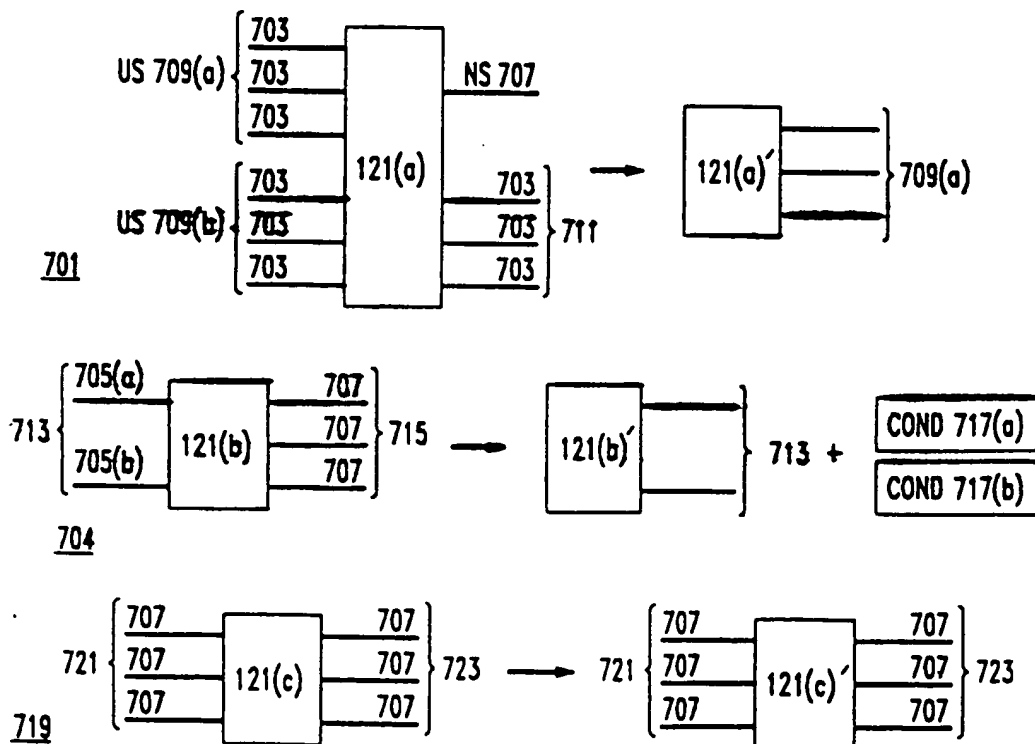 703
US 709(a) 703 NS 707
703
121(a) 121(a)′ 709(a)
703 703
US 709(b) 703 703 711
703 703
701
705(a) 707
713 121(b) 707 715 121(b)′ 713 + COND 717(a)
705(b) 707 COND 717(b)
704
707 707 707 707
721 707 121(c) 707 723 721 707 121(c)′ 707 723
707 707 707 707
719